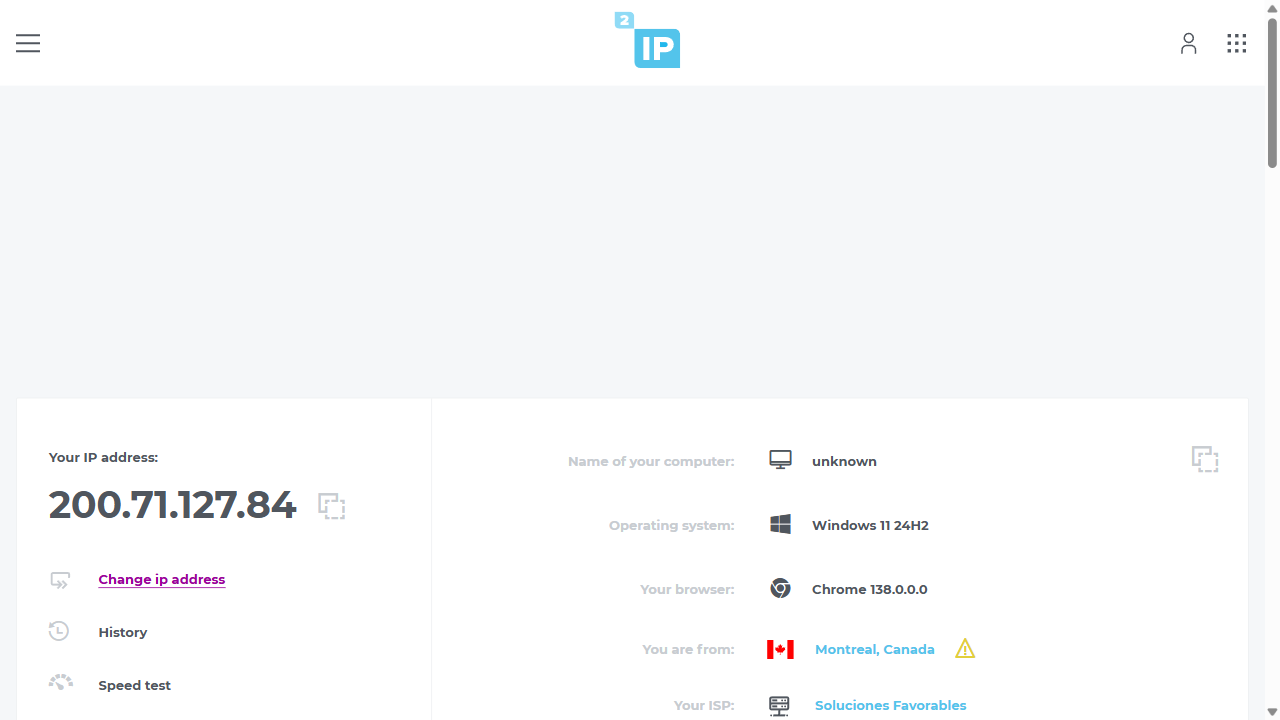 2
IP
Your IP address:
200.71.127.84
Change ip address
History
Speed test
Name of your computer: unknown
Operating system: Windows 11 24H2
Your browser: Chrome 138.0.0.0
You are from: Montreal, Canada
Your ISP: Soluciones Favorables